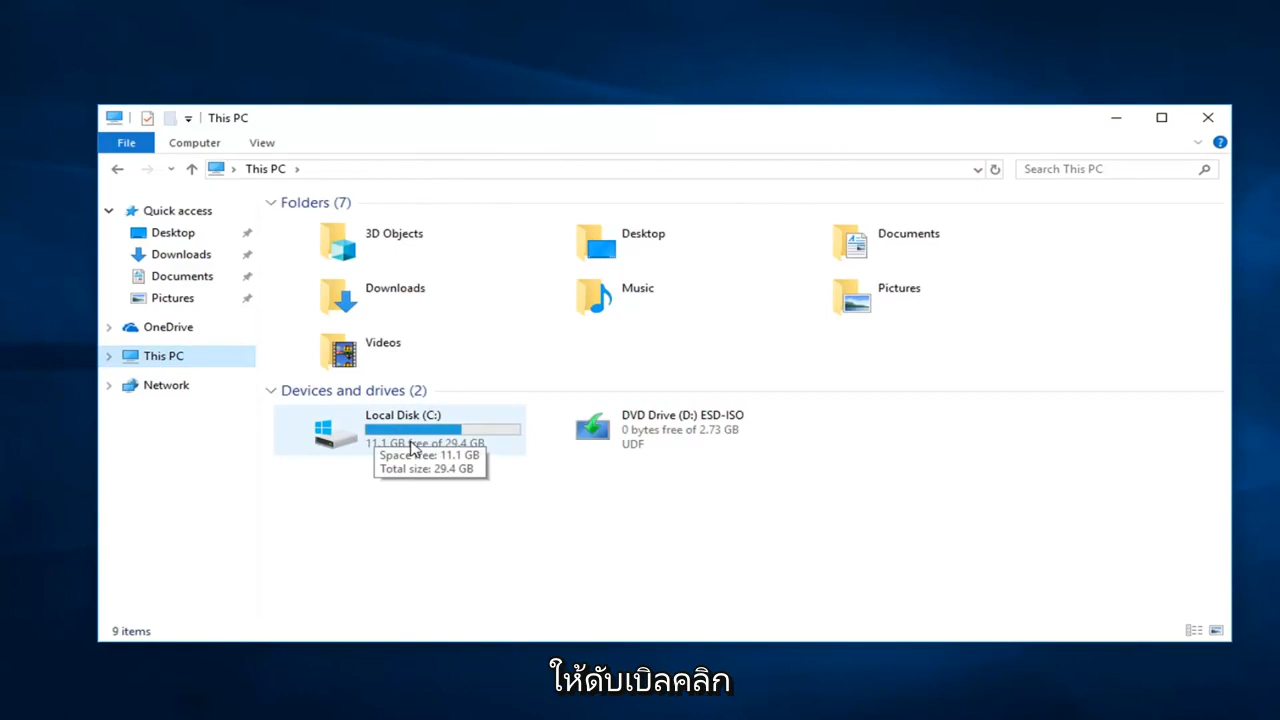 This PC
File Computer View
This PC
Search This PC
Quick access
Desktop
Downloads
Documents
Pictures
OneDrive
This PC
Network
Folders (7)
3D Objects
Desktop
Documents
Downloads
Music
Pictures
Videos
Devices and drives (2)
Local Disk (C:)
11.1 GB free of 29.4 GB
Space free: 11.1 GB
Total size: 29.4 GB
DVD Drive (D:) ESD-ISO
0 bytes free of 2.73 GB
UDF
9 items
ให้ดับเบิลคลิก